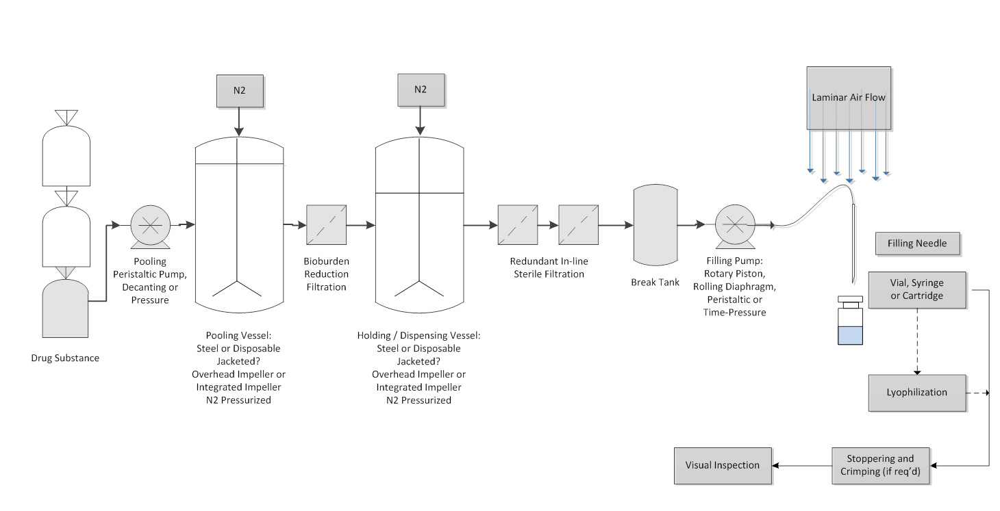 N2
N2
Laminar Air Flow
Drug Substance
Pooling
Peristaltic Pump,
Decanting or
Pressure
Pooling Vessel:
Steel or Disposable
Jacketed?
Overhead Impeller or
Integrated Impeller
N2 Pressurized
Bioburden
Reduction
Filtration
Holding / Dispensing Vessel:
Steel or Disposable
Jacketed?
Overhead Impeller or
Integrated Impeller
N2 Pressurized
Redundant In-line
Sterile Filtration
Break Tank
Filling Pump:
Rotary Piston,
Rolling Diaphragm,
Peristaltic or
Time-Pressure
Filling Needle
Vial, Syringe
or Cartridge
Lyophilization
Stoppering and
Crimping (if req'd)
Visual Inspection